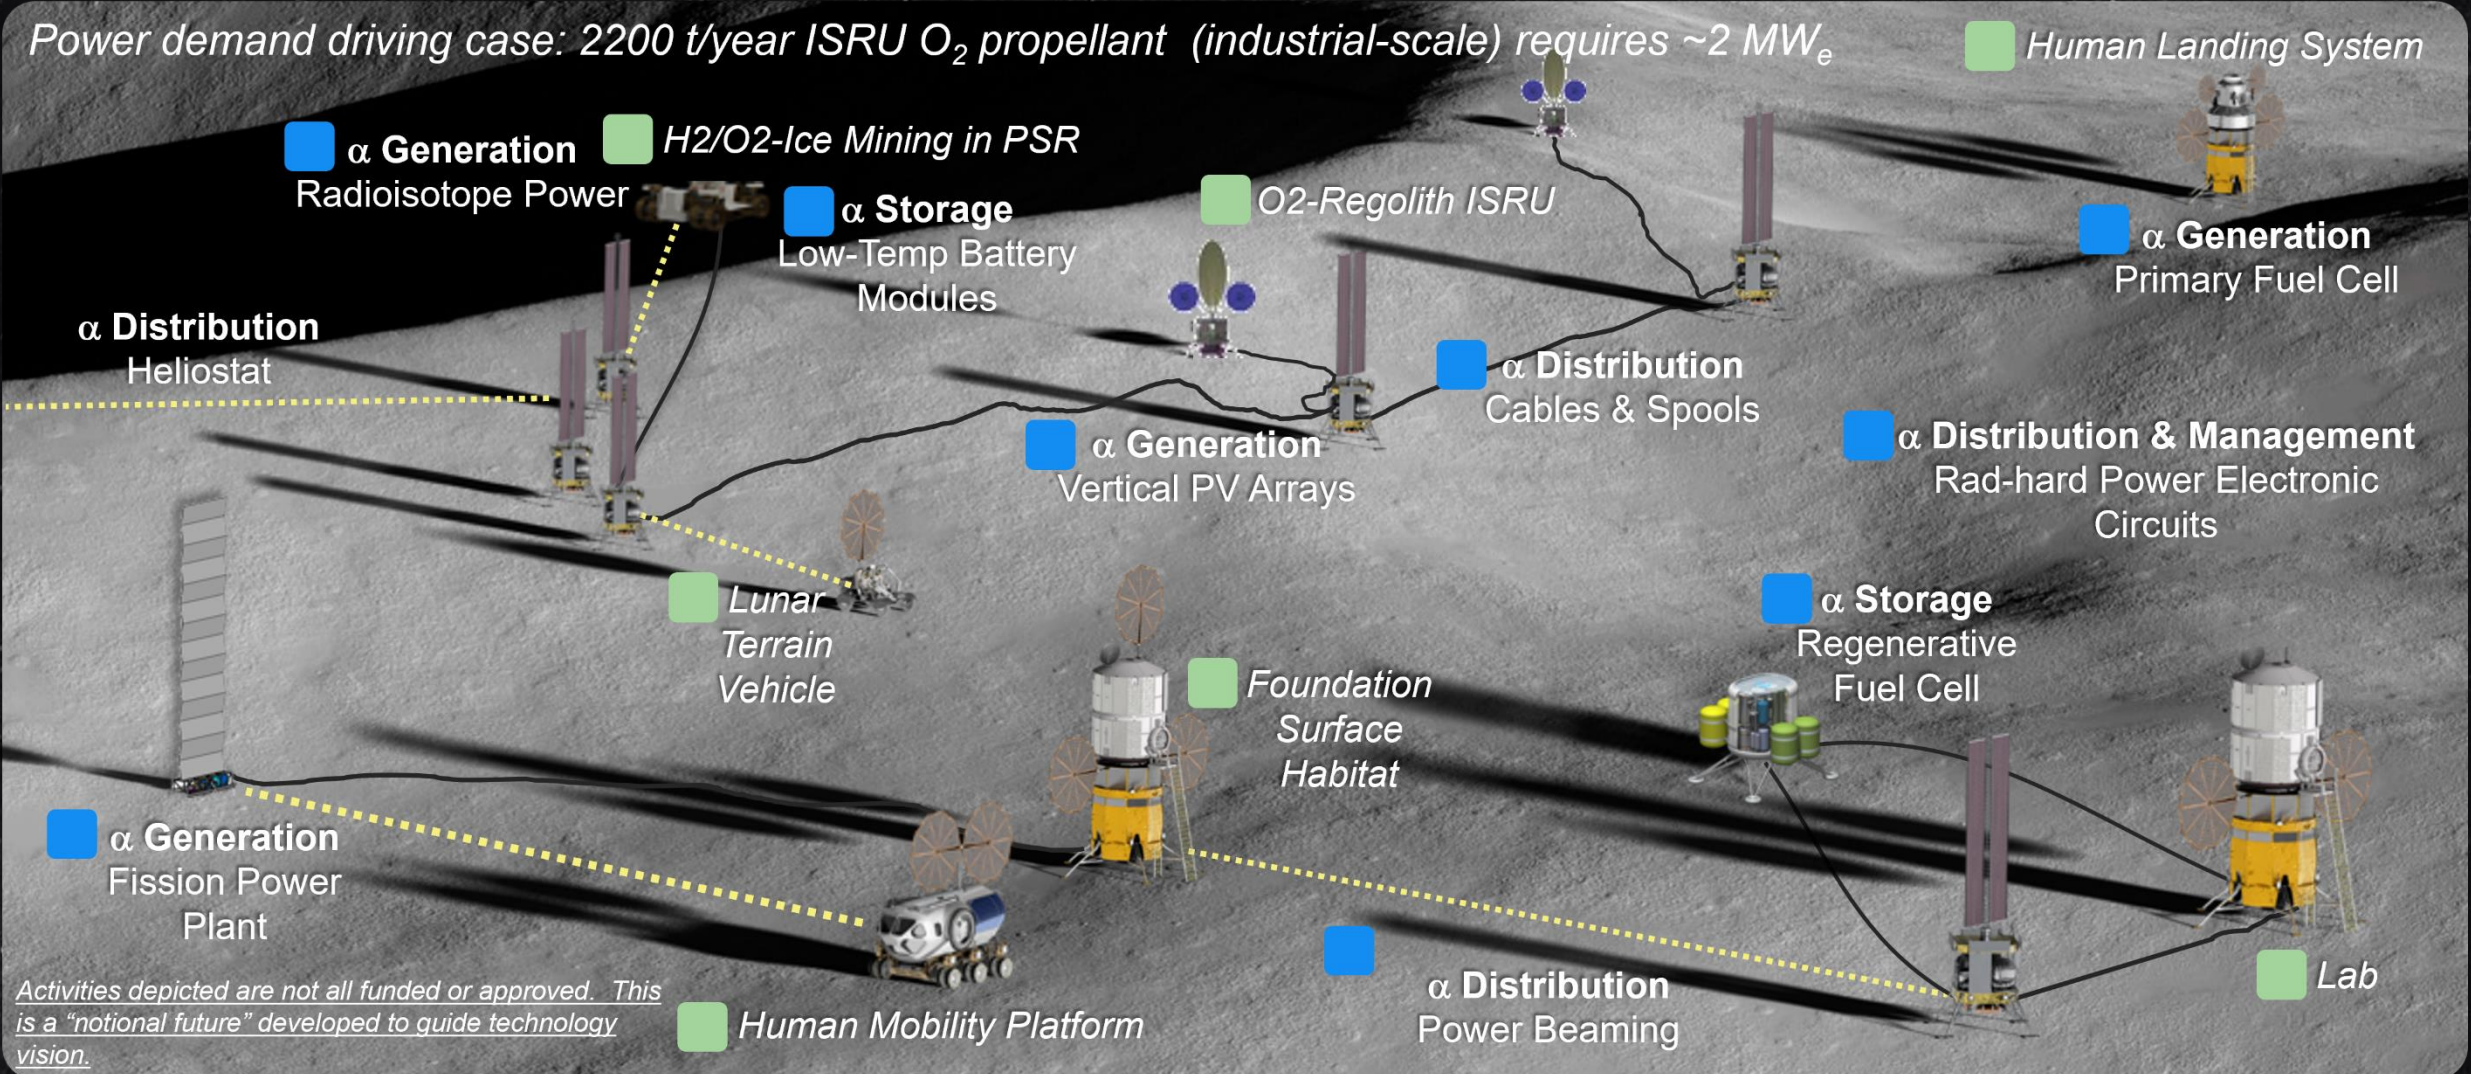 Power demand driving case: 2200 t/year ISRU O₂ propellant (industrial-scale) requires ~2 MWₑ
Human Landing System
α Generation
Radioisotope Power
H2/O2-Ice Mining in PSR
α Storage
Low-Temp Battery
Modules
O2-Regolith ISRU
α Generation
Primary Fuel Cell
α Distribution
Heliostat
α Distribution
Cables & Spools
α Generation
Vertical PV Arrays
α Distribution & Management
Rad-hard Power Electronic
Circuits
Lunar
Terrain
Vehicle
α Storage
Regenerative
Fuel Cell
Foundation
Surface
Habitat
α Generation
Fission Power
Plant
α Distribution
Power Beaming
Lab
Human Mobility Platform
Activities depicted are not all funded or approved. This
is a “notional future” developed to guide technology
vision.